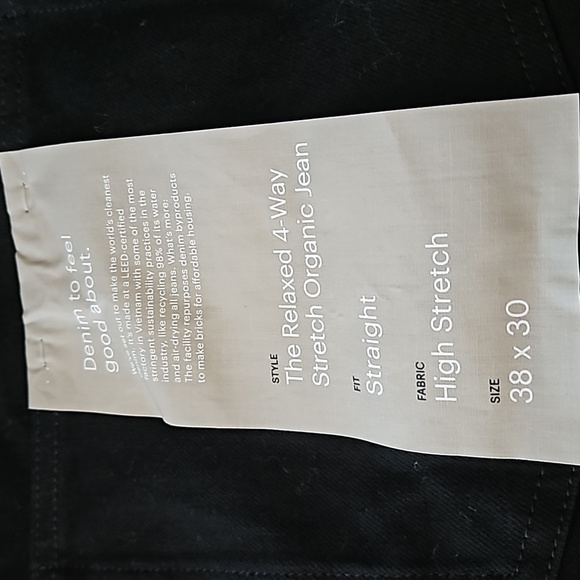 Denim to feel
good about.
out to make the world's cleanest
denim. It's made at a LEED certified
factory in Vietnam with some of the most
stringent sustainability practices in the
industry, like recycling 98% of its water
and air-drying all jeans. What's more:
The facility repurposes denim byproducts
to make bricks for affordable housing.
STYLE
The Relaxed 4-Way
Stretch Organic Jean
FIT
Straight
FABRIC
High Stretch
SIZE
38 x 30